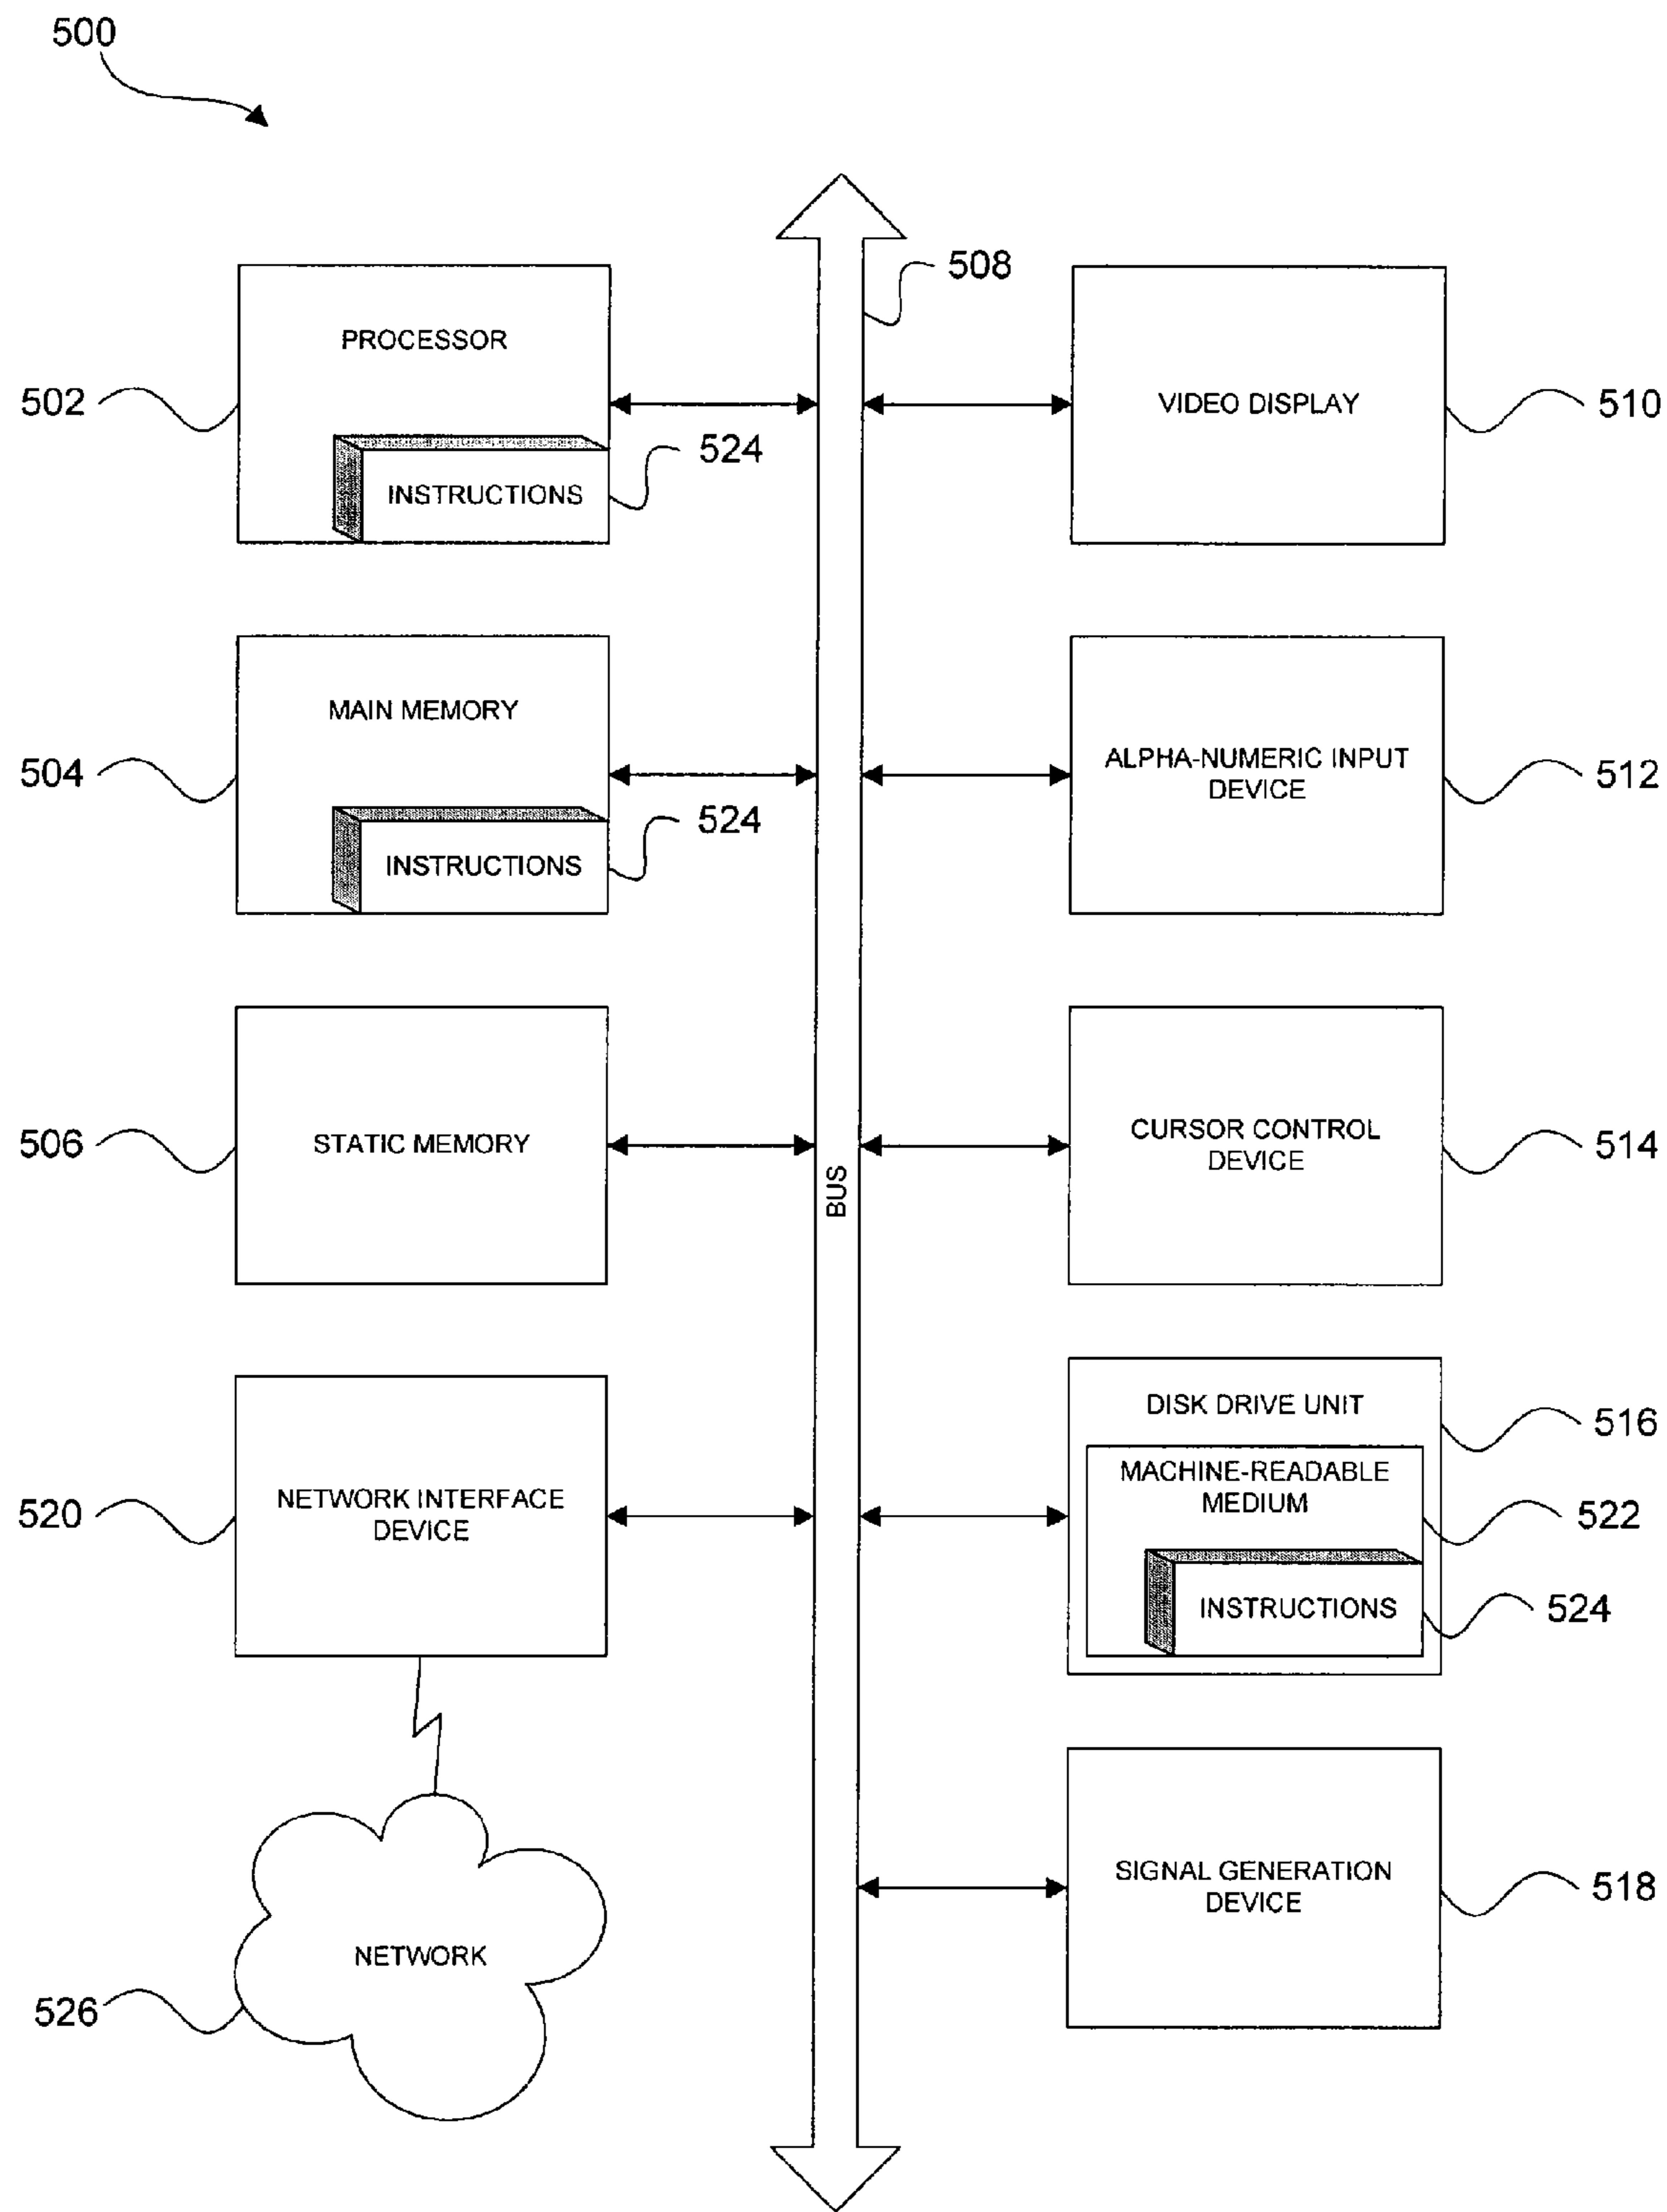 500
508
PROCESSOR
502
524
INSTRUCTIONS
VIDEO DISPLAY
510
MAIN MEMORY
504
524
INSTRUCTIONS
ALPHA-NUMERIC INPUT
DEVICE
512
STATIC MEMORY
506
BUS
CURSOR CONTROL
DEVICE
514
NETWORK INTERFACE
DEVICE
520
DISK DRIVE UNIT
516
MACHINE-READABLE
MEDIUM
522
INSTRUCTIONS
524
NETWORK
526
SIGNAL GENERATION
DEVICE
518